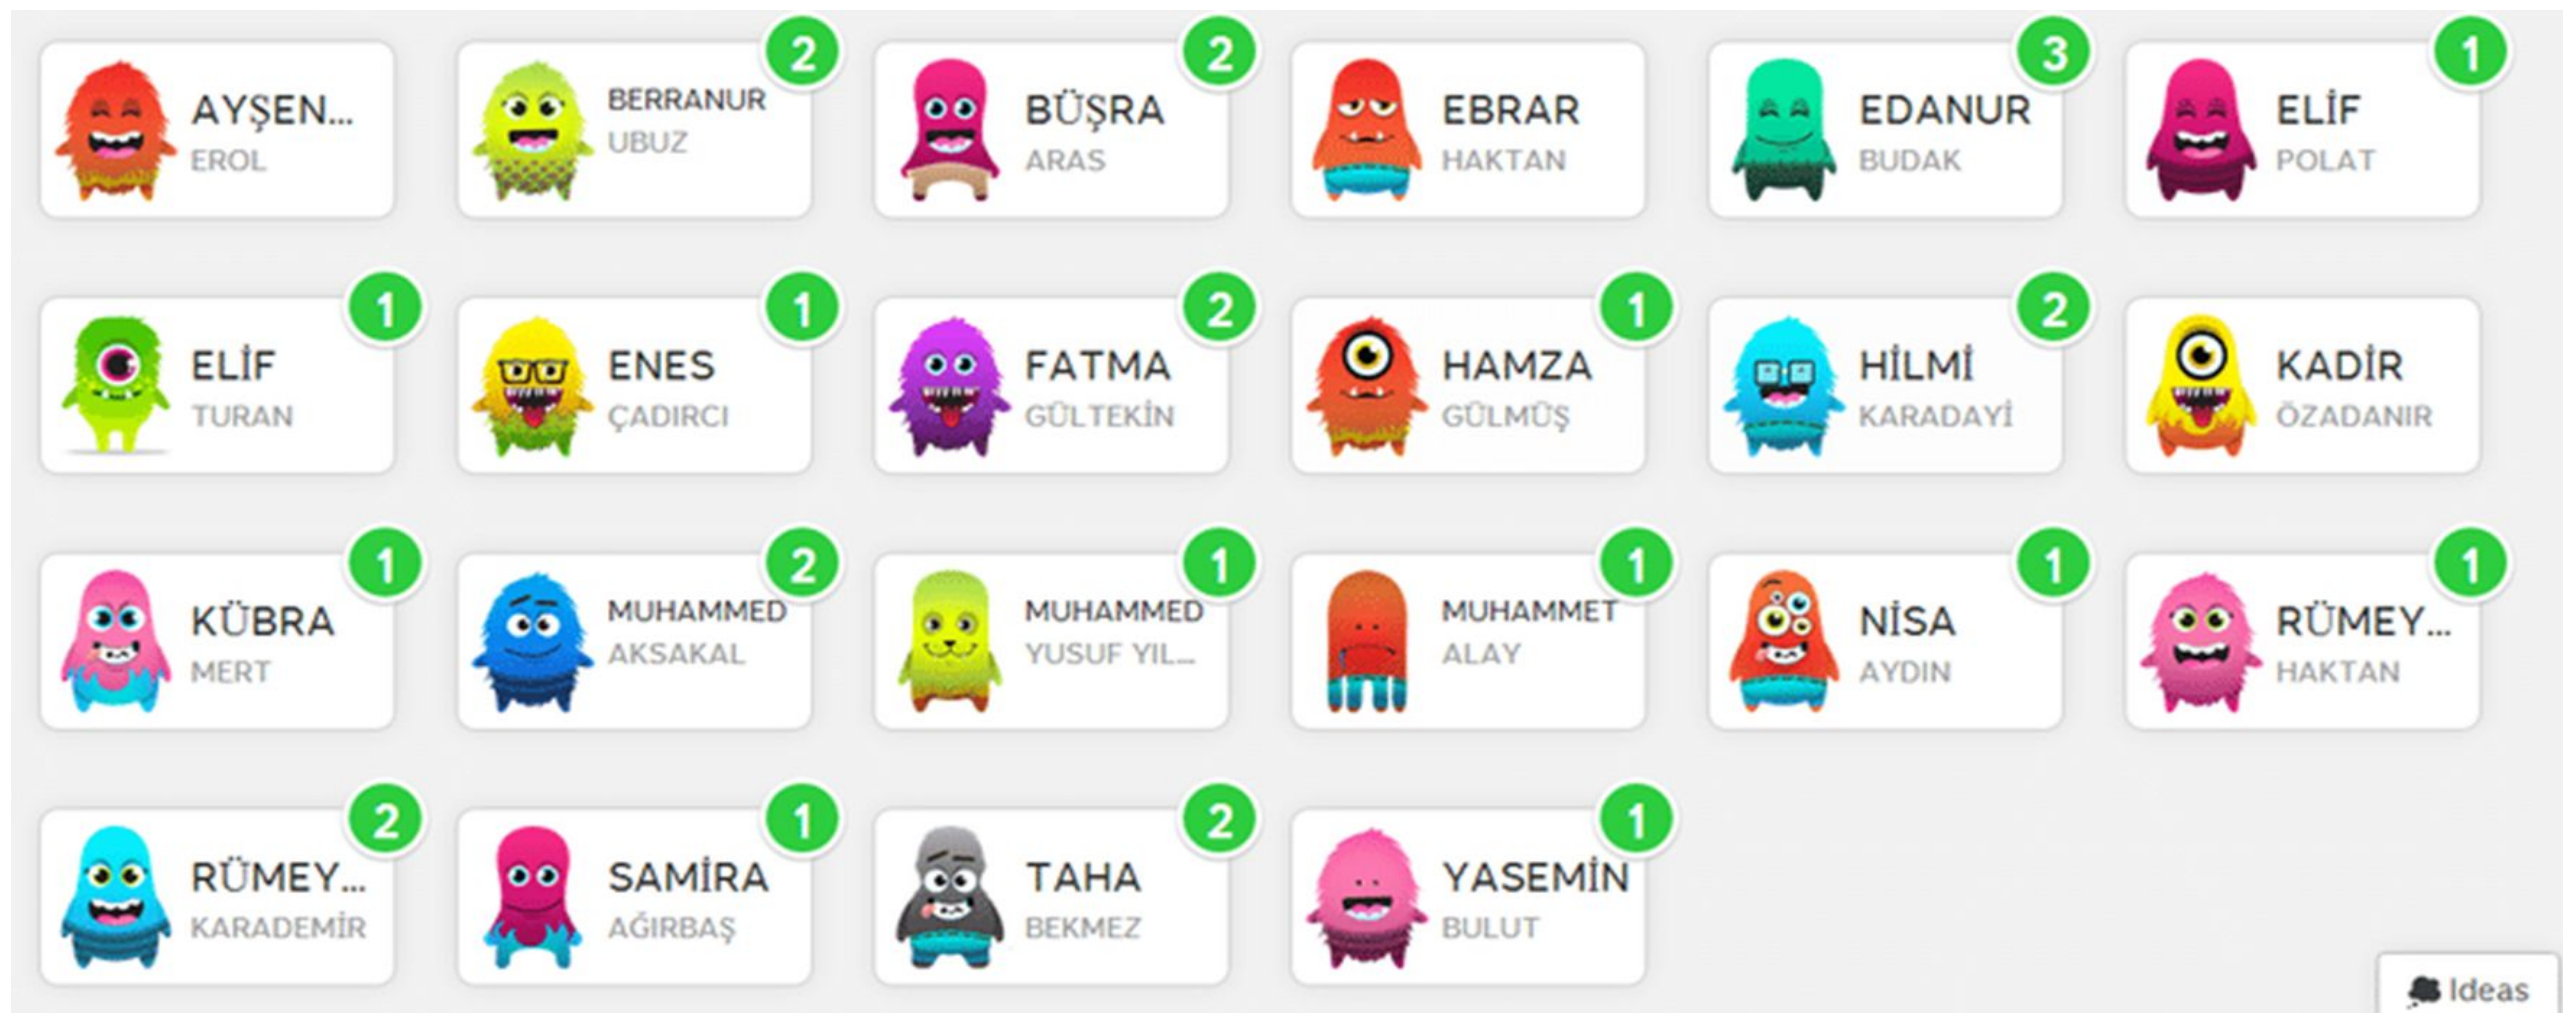 AYŞEN...
EROL
2
BERRANUR
UBUZ
2
BÜŞRA
ARAS
EBRAR
HAKTAN
3
EDANUR
BUDAK
1
ELİF
POLAT
1
ELİF
TURAN
1
ENES
ÇADIRCI
2
FATMA
GÜLTEKİN
1
HAMZA
GÜLMÜŞ
2
HİLMİ
KARADAYİ
KADİR
ÖZADANIR
1
KÜBRA
MERT
2
MUHAMMED
AKSAKAL
1
MUHAMMED
YUSUF YIL...
1
MUHAMMET
ALAY
1
NİSA
AYDIN
1
RÜMEY...
HAKTAN
2
RÜMEY...
KARADEMİR
1
SAMİRA
AĞIRBAŞ
2
TAHA
BEKMEZ
1
YASEMİN
BULUT
Ideas